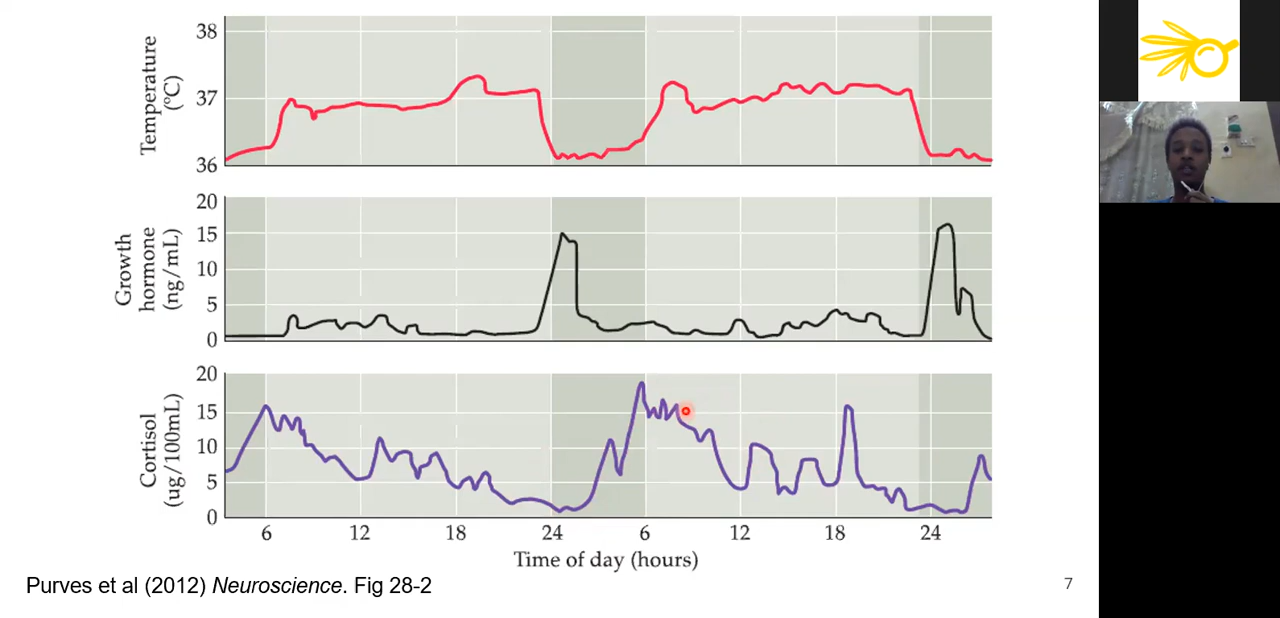 Temperature
(°C)
38
37
36
Growth
hormone
(ng/mL)
20
15
10
5
0
Cortisol
(ug/100mL)
20
15
10
5
0
6 12 18 24 6 12 18 24
Time of day (hours)
Purves et al (2012) Neuroscience. Fig 28-2
7